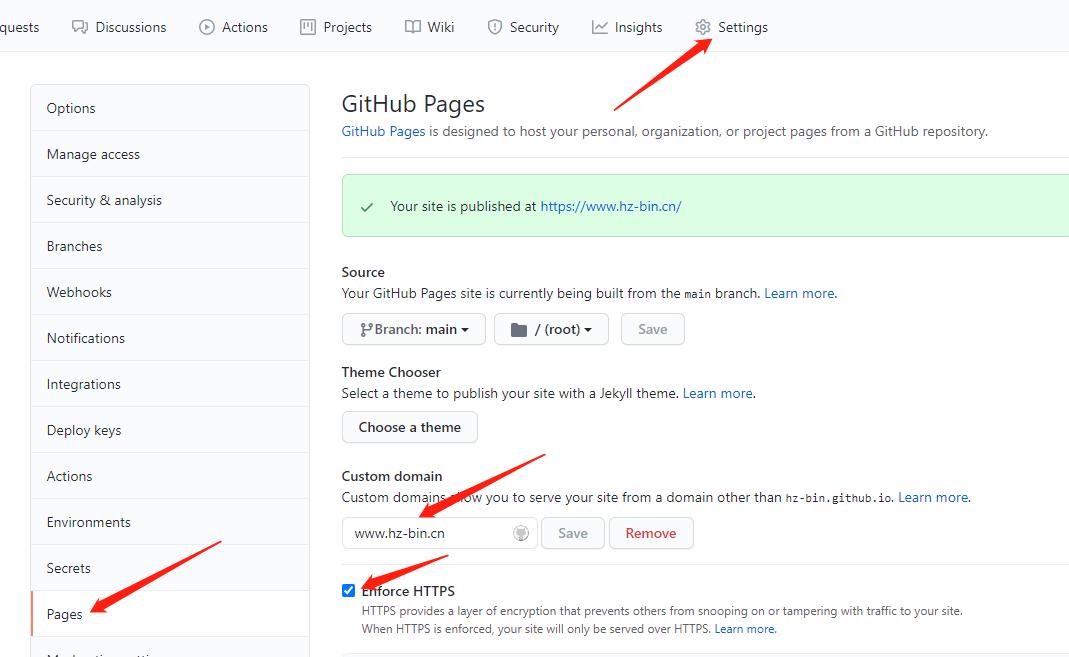 quests Discussions Actions Projects Wiki Security Insights Settings
Options
Manage access
Security & analysis
Branches
Webhooks
Notifications
Integrations
Deploy keys
Actions
Environments
Secrets
Pages
GitHub Pages
GitHub Pages is designed to host your personal, organization, or project pages from a GitHub repository.
Your site is published at https://www.hz-bin.cn/
Source
Your GitHub Pages site is currently being built from the main branch. Learn more.
Branch: main / (root) Save
Theme Chooser
Select a theme to publish your site with a Jekyll theme. Learn more.
Choose a theme
Custom domain
Custom domains allow you to serve your site from a domain other than hz-bin.github.io. Learn more.
www.hz-bin.cn Save Remove
Enforce HTTPS
HTTPS provides a layer of encryption that prevents others from snooping on or tampering with traffic to your site.
When HTTPS is enforced, your site will only be served over HTTPS. Learn more.